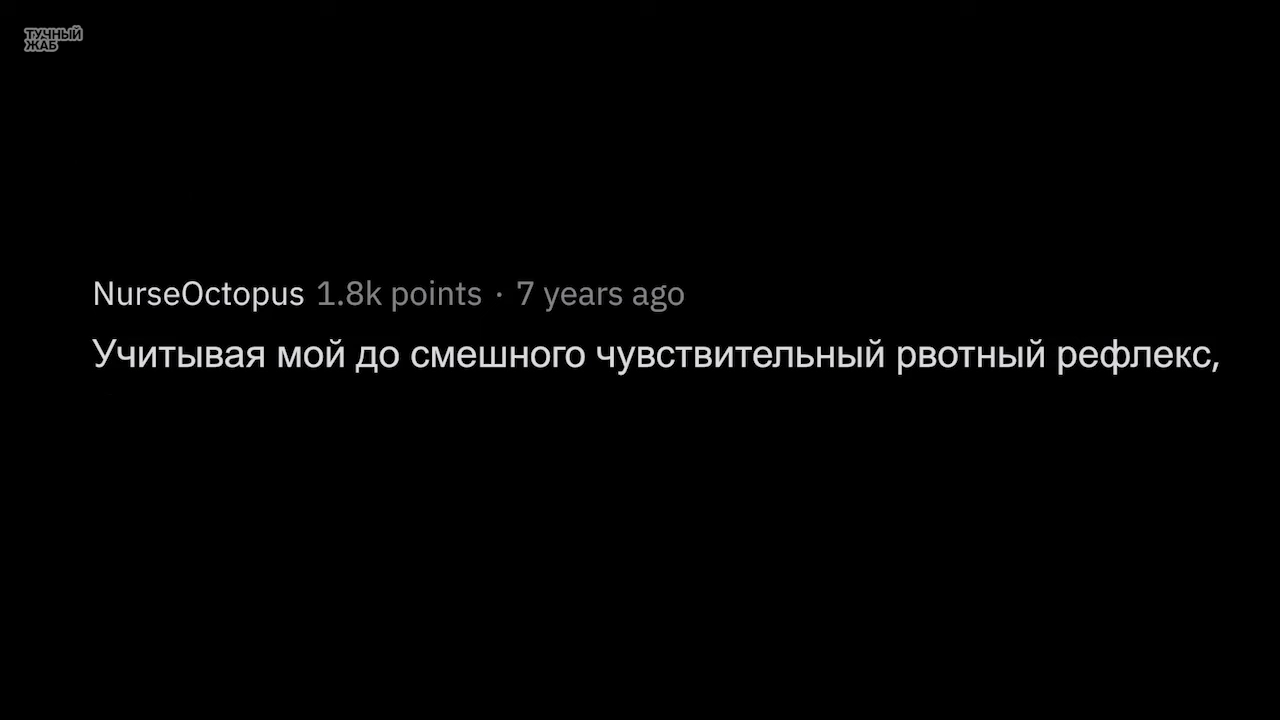 ТУЧНЫЙ
ЖАБ
NurseOctopus 1.8k points · 7 years ago
Учитывая мой до смешного чувствительный рвотный рефлекс,